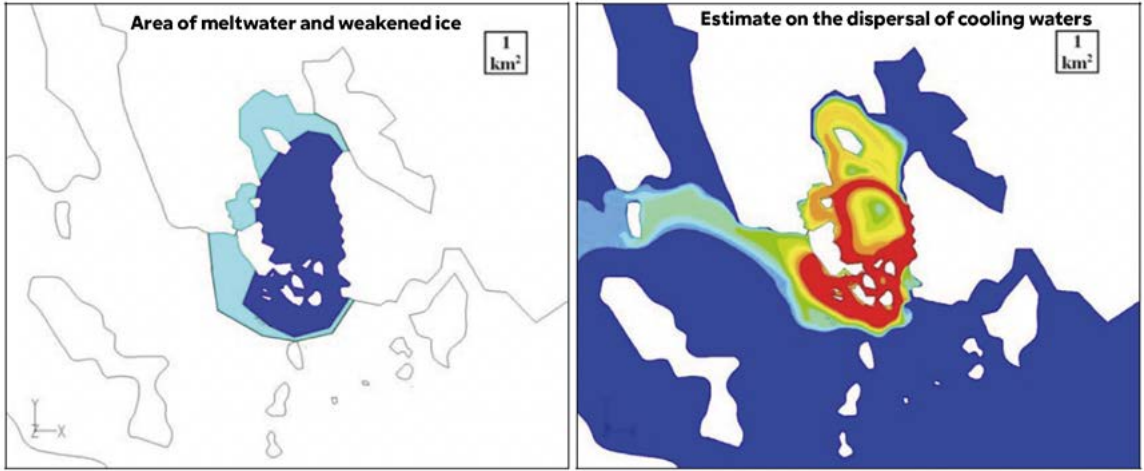 Area of meltwater and weakened ice
1
km²
Y
Z
X
Estimate on the dispersal of cooling waters
1
km²